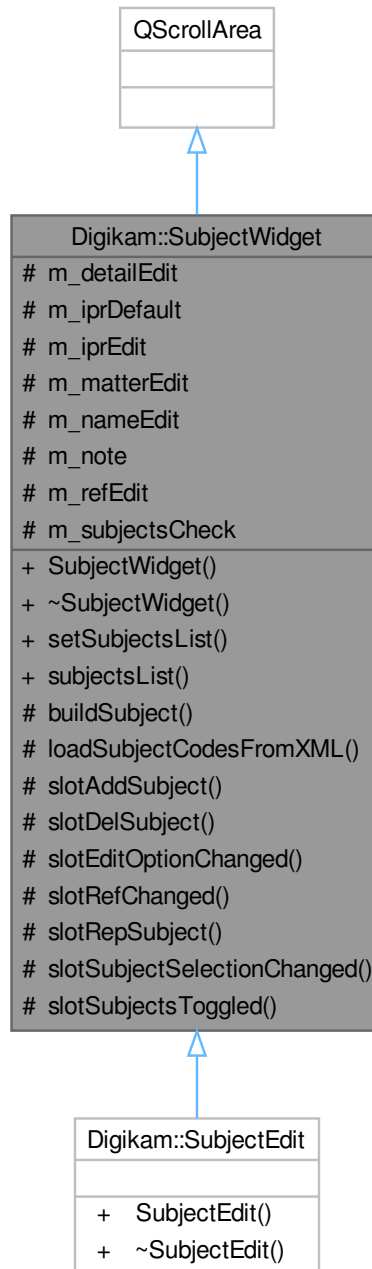 QScrollArea
Digikam::SubjectWidget
# m_detailEdit
# m_iprDefault
# m_iprEdit
# m_matterEdit
# m_nameEdit
# m_note
# m_refEdit
# m_subjectsCheck
+ SubjectWidget()
+ ~SubjectWidget()
+ setSubjectsList()
+ subjectsList()
# buildSubject()
# loadSubjectCodesFromXML()
# slotAddSubject()
# slotDelSubject()
# slotEditOptionChanged()
# slotRefChanged()
# slotRepSubject()
# slotSubjectSelectionChanged()
# slotSubjectsToggled()
Digikam::SubjectEdit
+ SubjectEdit()
+ ~SubjectEdit()